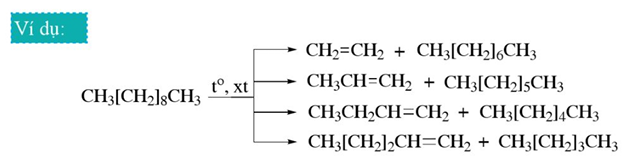 Ví dụ:
CH₂=CH₂ + CH₃[CH₂]₆CH₃
CH₃CH=CH₂ + CH₃[CH₂]₅CH₃
CH₃[CH₂]₈CH₃ t°, xt
CH₃CH₂CH=CH₂ + CH₃[CH₂]₄CH₃
CH₃[CH₂]₂CH=CH₂ + CH₃[CH₂]₃CH₃